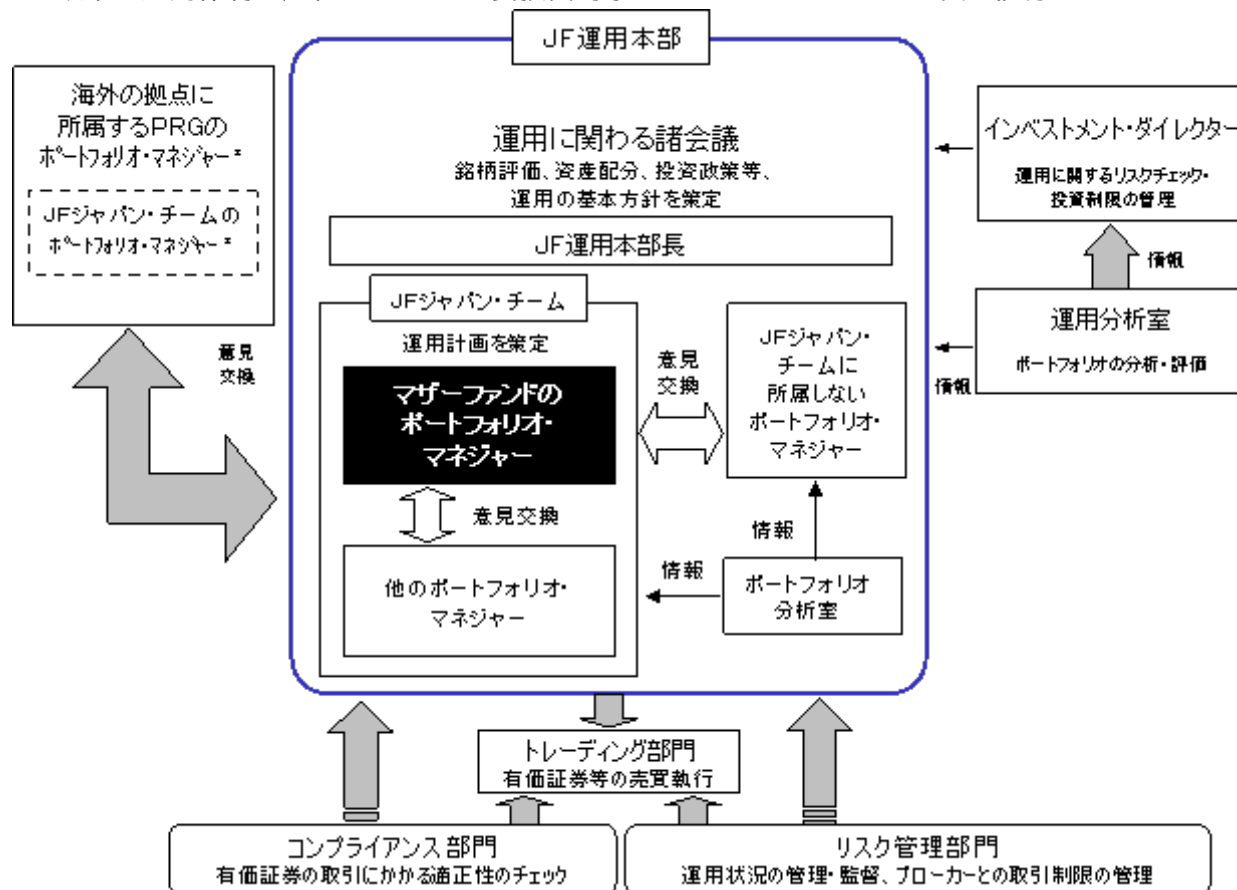 JF運用本部
海外の拠点に
所属するPRGの
ポートフォリオ・マネジャー*
JFジャパン・チームの
ポートフォリオ・マネジャー*
意見
交換
運用に関わる諸会議
銘柄評価、資産配分、投資政策等、
運用の基本方針を策定
JF運用本部長
JFジャパン・チーム
運用計画を策定
マザーファンドの
ポートフォリオ・
マネジャー
意見交換
他のポートフォリオ・
マネジャー
意見
交換
JFジャパン・
チームに
所属しない
ポートフォリオ・
マネジャー
情報
情報
ポートフォリオ
分析室
インベストメント・ダイレクター
運用に関するリスクチェック・
投資制限の管理
情報
運用分析室
ポートフォリオの分析・評価
情報
トレーディング部門
有価証券等の売買執行
コンプライアンス部門
有価証券の取引にかかる適正性のチェック
リスク管理部門
運用状況の管理・監督、ブローカーとの取引制限の管理